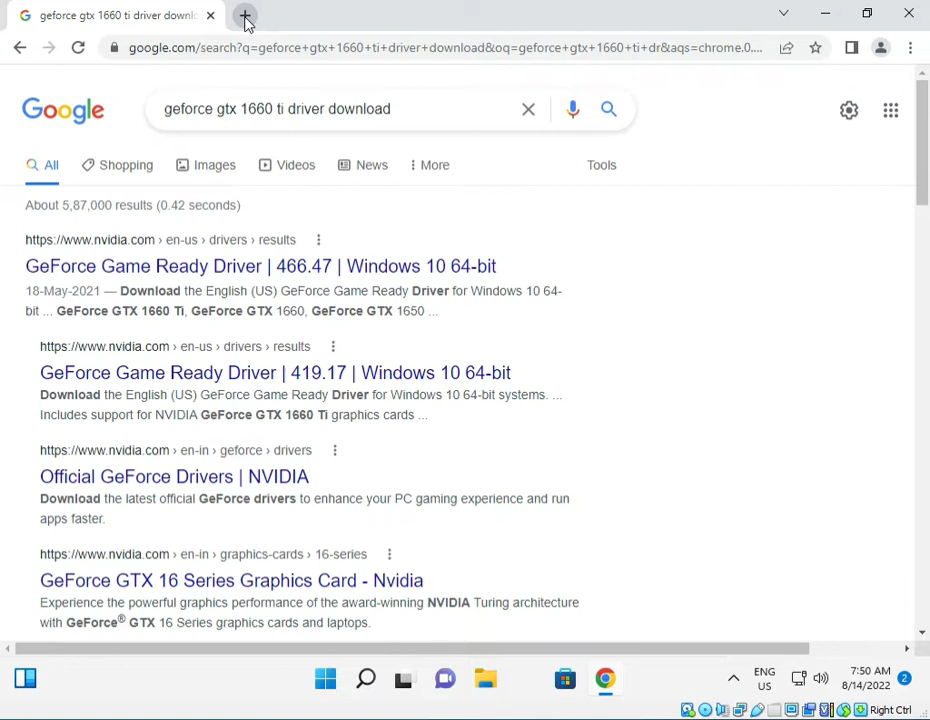 geforce gtx 1660 ti driver downl
google.com/search?q=geforce+gtx+1660+ti+driver+download&oq=geforce+gtx+1660+ti+dr&aqs=chrome.0....
Google
geforce gtx 1660 ti driver download
All Shopping Images Videos News More Tools
About 5,87,000 results (0.42 seconds)
https://www.nvidia.com › en-us › drivers › results
GeForce Game Ready Driver | 466.47 | Windows 10 64-bit
18-May-2021 — Download the English (US) GeForce Game Ready Driver for Windows 10 64-
bit ... GeForce GTX 1660 Ti, GeForce GTX 1660, GeForce GTX 1650 ...
https://www.nvidia.com › en-us › drivers › results
GeForce Game Ready Driver | 419.17 | Windows 10 64-bit
Download the English (US) GeForce Game Ready Driver for Windows 10 64-bit systems. ...
Includes support for NVIDIA GeForce GTX 1660 Ti graphics cards ...
https://www.nvidia.com › en-in › geforce › drivers
Official GeForce Drivers | NVIDIA
Download the latest official GeForce drivers to enhance your PC gaming experience and run
apps faster.
https://www.nvidia.com › en-in › graphics-cards › 16-series
GeForce GTX 16 Series Graphics Card - Nvidia
Experience the powerful graphics performance of the award-winning NVIDIA Turing architecture
with GeForce® GTX 16 Series graphics cards and laptops.
ENG 7:50 AM
US 8/14/2022 2
Right Ctrl